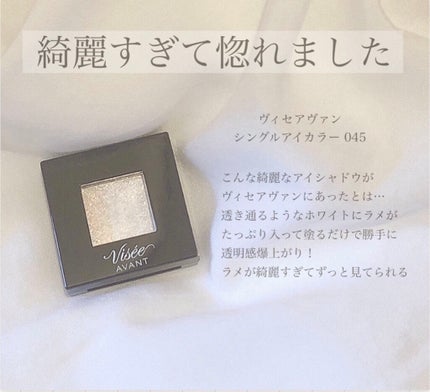 綺麗すぎて惚れました
ヴィセアヴァン
シングルアイカラー 045
こんな綺麗なアイシャドウが
ヴィセアヴァンにあったとは…
透き通るようなホワイトにラメが
たっぷり入って塗るだけで勝手に
透明感爆上がり！
ラメが綺麗すぎてずっと見てられる
Visée
AVANT